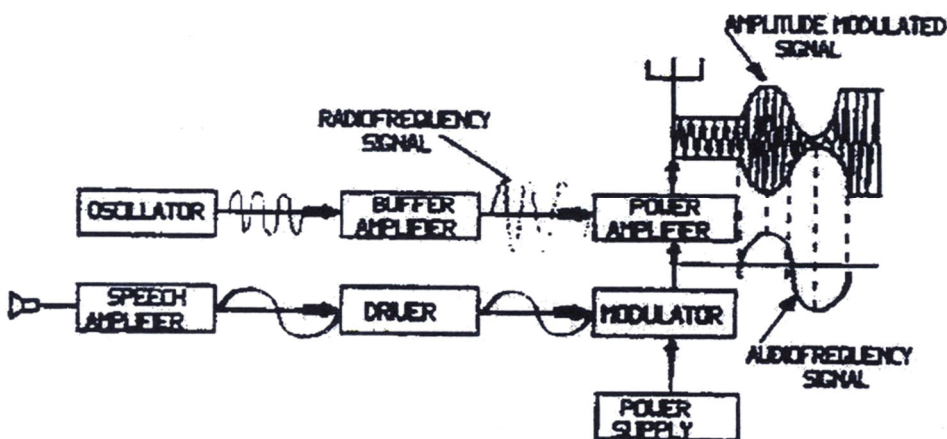 AMPLITUDE MODULATED
SIGNAL
RADIOFREQUENCY
SIGNAL
OSCILLATOR
BUFFER
AMPLIFIER
POWER
AMPLIFIER
SPEECH
AMPLIFIER
DRIVER
MODULATOR
AUDIOFREQUENCY
SIGNAL
POWER
SUPPLY